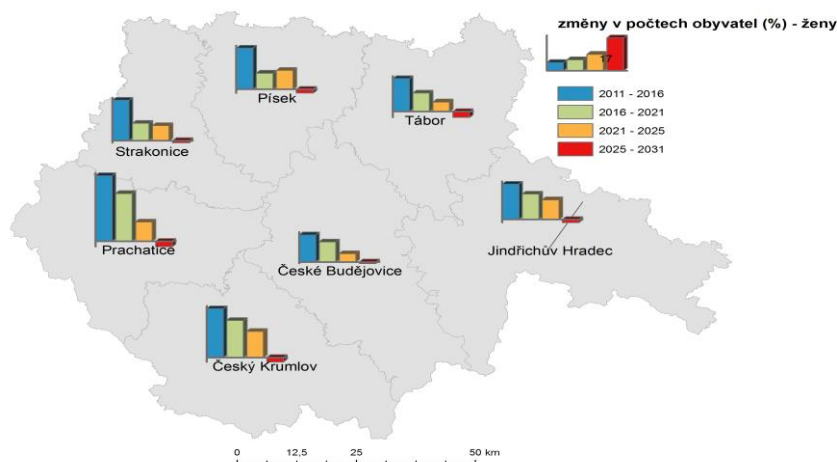 změny v počtech obyvatel (%) - ženy
17
2011 - 2016
2016 - 2021
2021 - 2025
2025 - 2031
Písek
Tábor
Strakonice
Prachatice
Jindřichův Hradec
České Budějovice
Český Krumlov
0 12,5 25 50 km